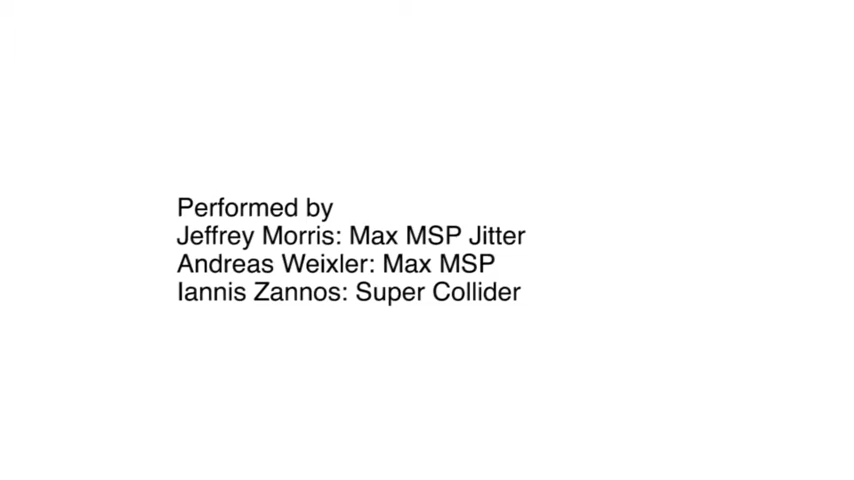 Performed by
Jeffrey Morris: Max MSP Jitter
Andreas Weixler: Max MSP
Iannis Zannos: Super Collider